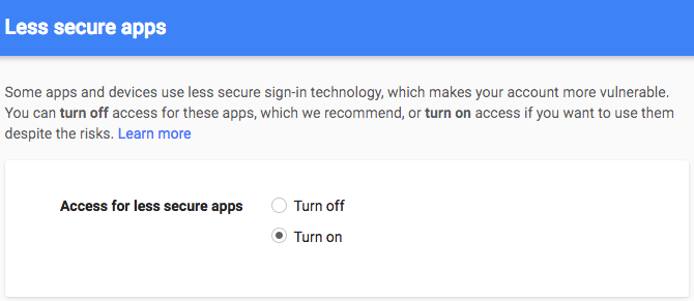 Less secure apps
Some apps and devices use less secure sign-in technology, which makes your account more vulnerable.
You can turn off access for these apps, which we recommend, or turn on access if you want to use them
despite the risks. Learn more
Access for less secure apps
Turn off
Turn on